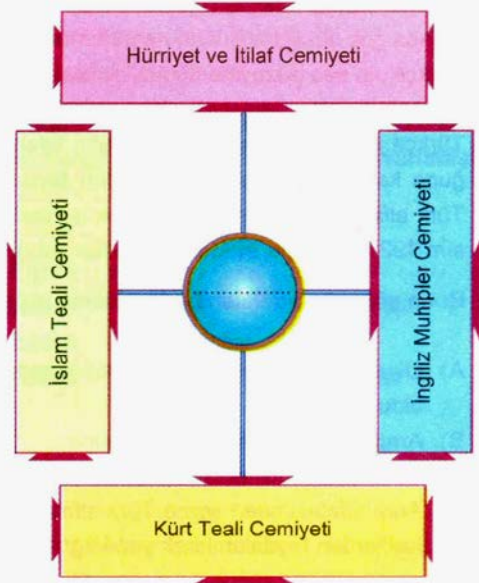 Hürriyet ve İtilaf Cemiyeti
İslam Teali Cemiyeti
İngiliz Muhipler Cemiyeti
Kürt Teali Cemiyeti